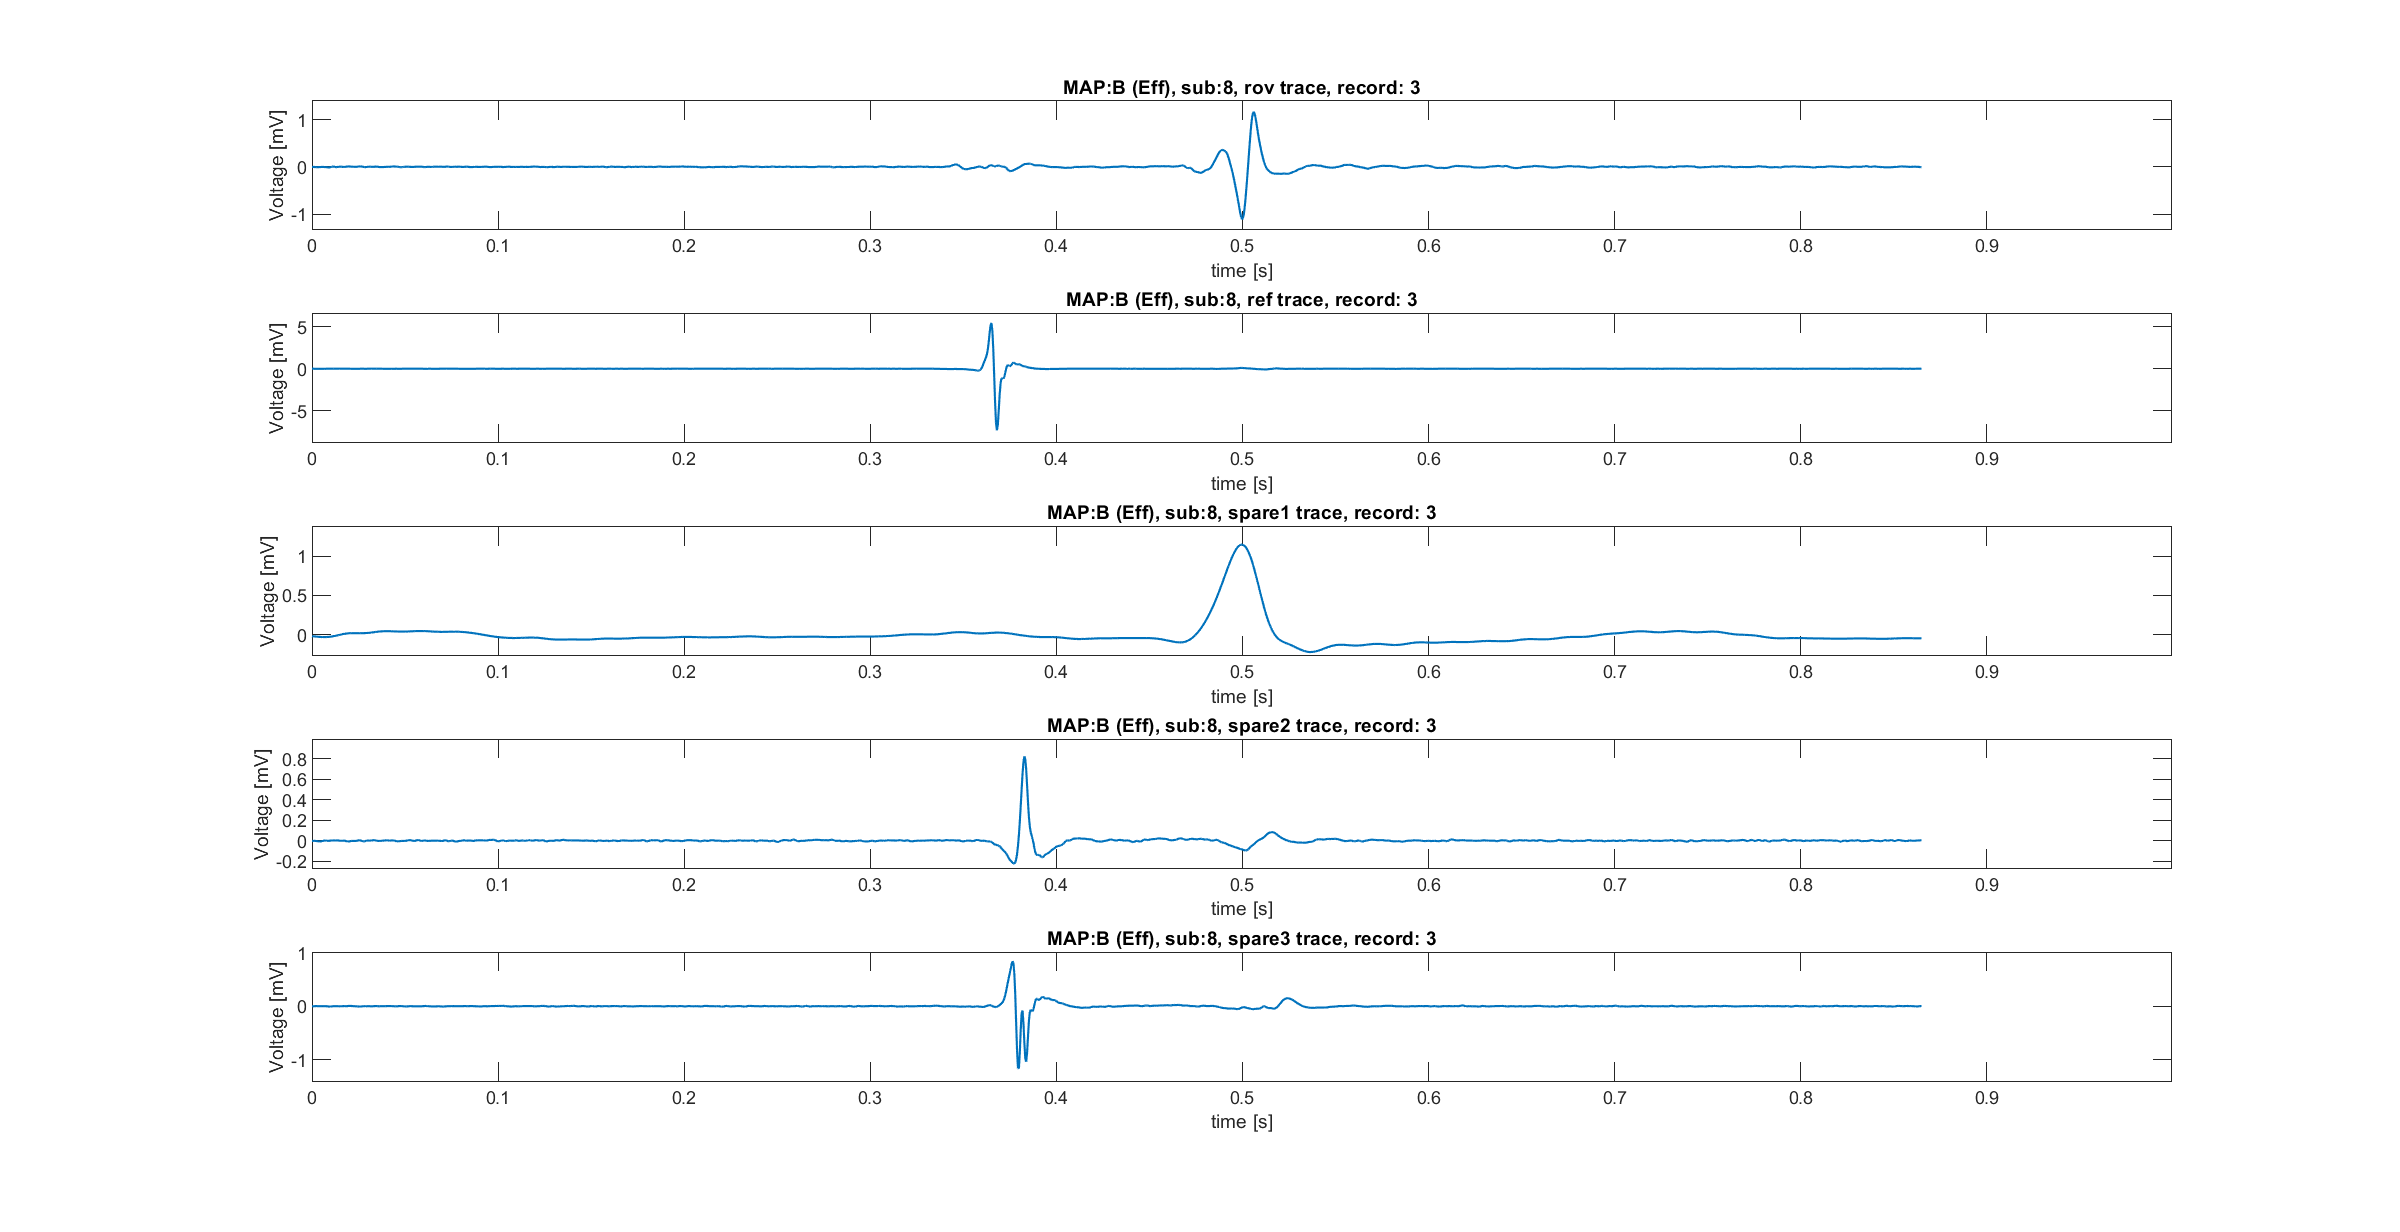 MAP:B (Eff), sub:8, rov trace, record: 3
Voltage [mV]
1
0
-1
0 0.1 0.2 0.3 0.4 0.5 0.6 0.7 0.8 0.9
time [s]
MAP:B (Eff), sub:8, ref trace, record: 3
Voltage [mV]
5
0
-5
0 0.1 0.2 0.3 0.4 0.5 0.6 0.7 0.8 0.9
time [s]
MAP:B (Eff), sub:8, spare1 trace, record: 3
Voltage [mV]
1
0.5
0
0 0.1 0.2 0.3 0.4 0.5 0.6 0.7 0.8 0.9
time [s]
MAP:B (Eff), sub:8, spare2 trace, record: 3
Voltage [mV]
0.8
0.6
0.4
0.2
0
-0.2
0 0.1 0.2 0.3 0.4 0.5 0.6 0.7 0.8 0.9
time [s]
MAP:B (Eff), sub:8, spare3 trace, record: 3
Voltage [mV]
1
0
-1
0 0.1 0.2 0.3 0.4 0.5 0.6 0.7 0.8 0.9
time [s]